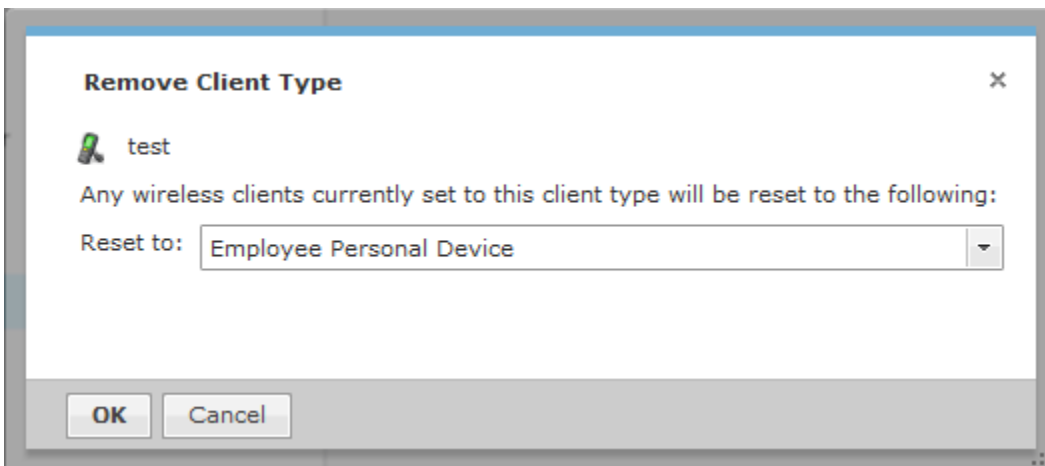 Remove Client Type
test
Any wireless clients currently set to this client type will be reset to the following:
Reset to: Employee Personal Device
OK Cancel